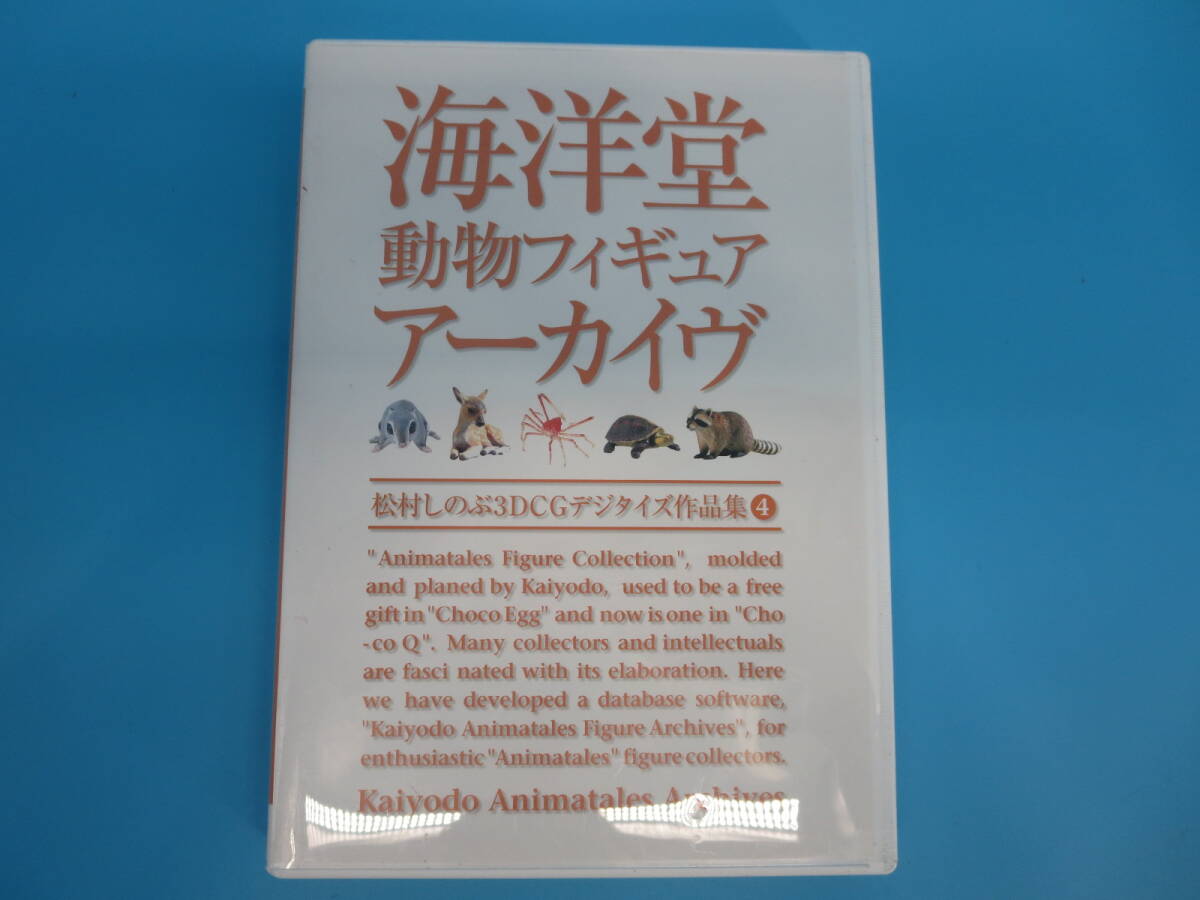 海洋堂
動物フィギュア
アーカイヴ
松村しのぶ3DCGデジタイズ作品集4
"Animatales Figure Collection", molded
and planed by Kaiyodo, used to be a free
gift in "Choco Egg" and now is one in "Cho
-co Q". Many collectors and intellectuals
are fasci nated with its elaboration. Here
we have developed a database software,
"Kaiyodo Animatales Figure Archives", for
enthusiastic "Animatales" figure collectors.
Kaiyodo Animatales Archives